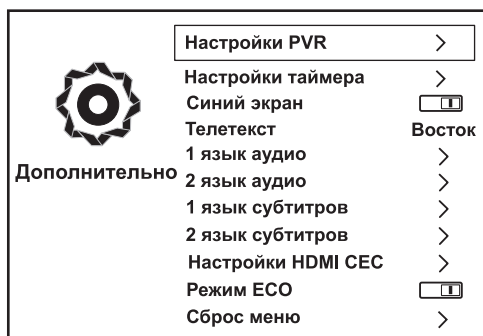 Настройки PVR
Настройки таймера
Синий экран
Телетекст Восток
1 язык аудио
Дополнительно
2 язык аудио
1 язык субтитров
2 язык субтитров
Настройки HDMI CEC
Режим ECO
Сброс меню